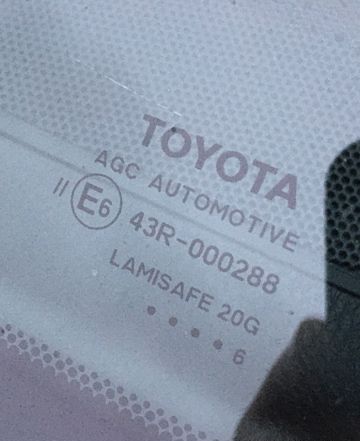 TOYOTA
AGC AUTOMOTIVE
II E6 43R-000288
LAMISAFE 20G
• • • • 6